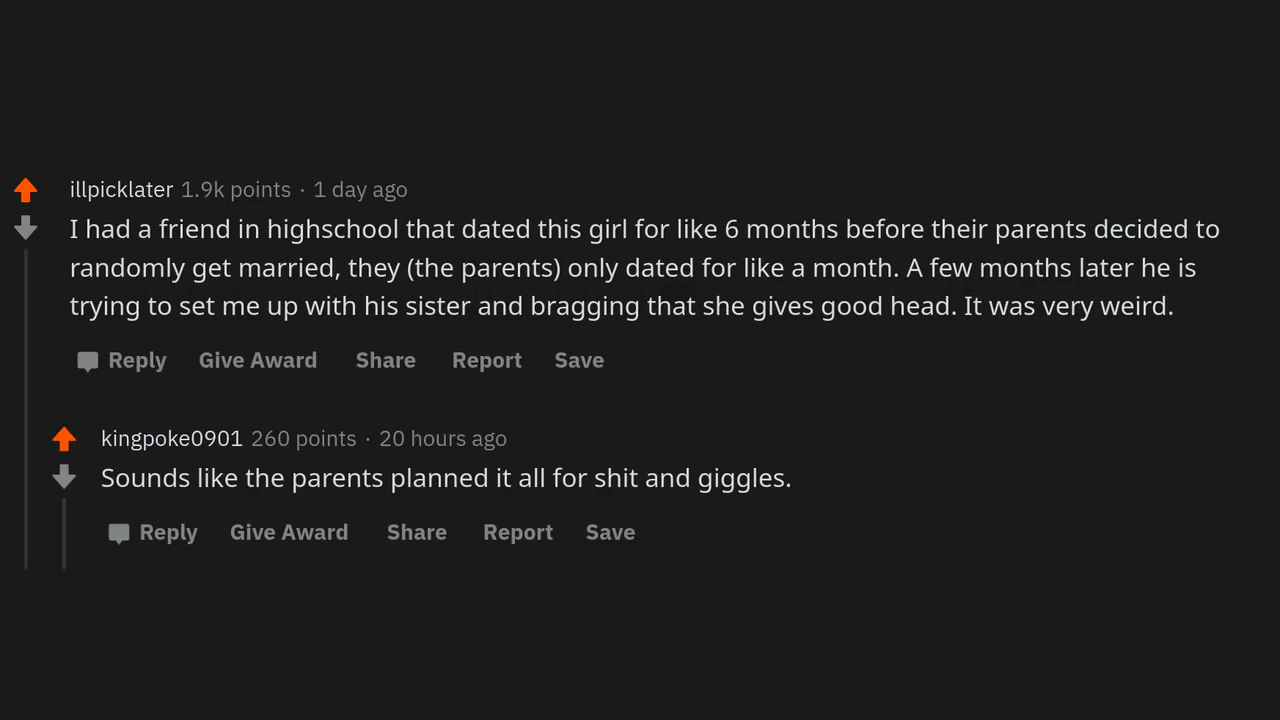 illpicklater 1.9k points · 1 day ago
I had a friend in highschool that dated this girl for like 6 months before their parents decided to
randomly get married, they (the parents) only dated for like a month. A few months later he is
trying to set me up with his sister and bragging that she gives good head. It was very weird.
Reply Give Award Share Report Save
kingpoke0901 260 points · 20 hours ago
Sounds like the parents planned it all for shit and giggles.
Reply Give Award Share Report Save